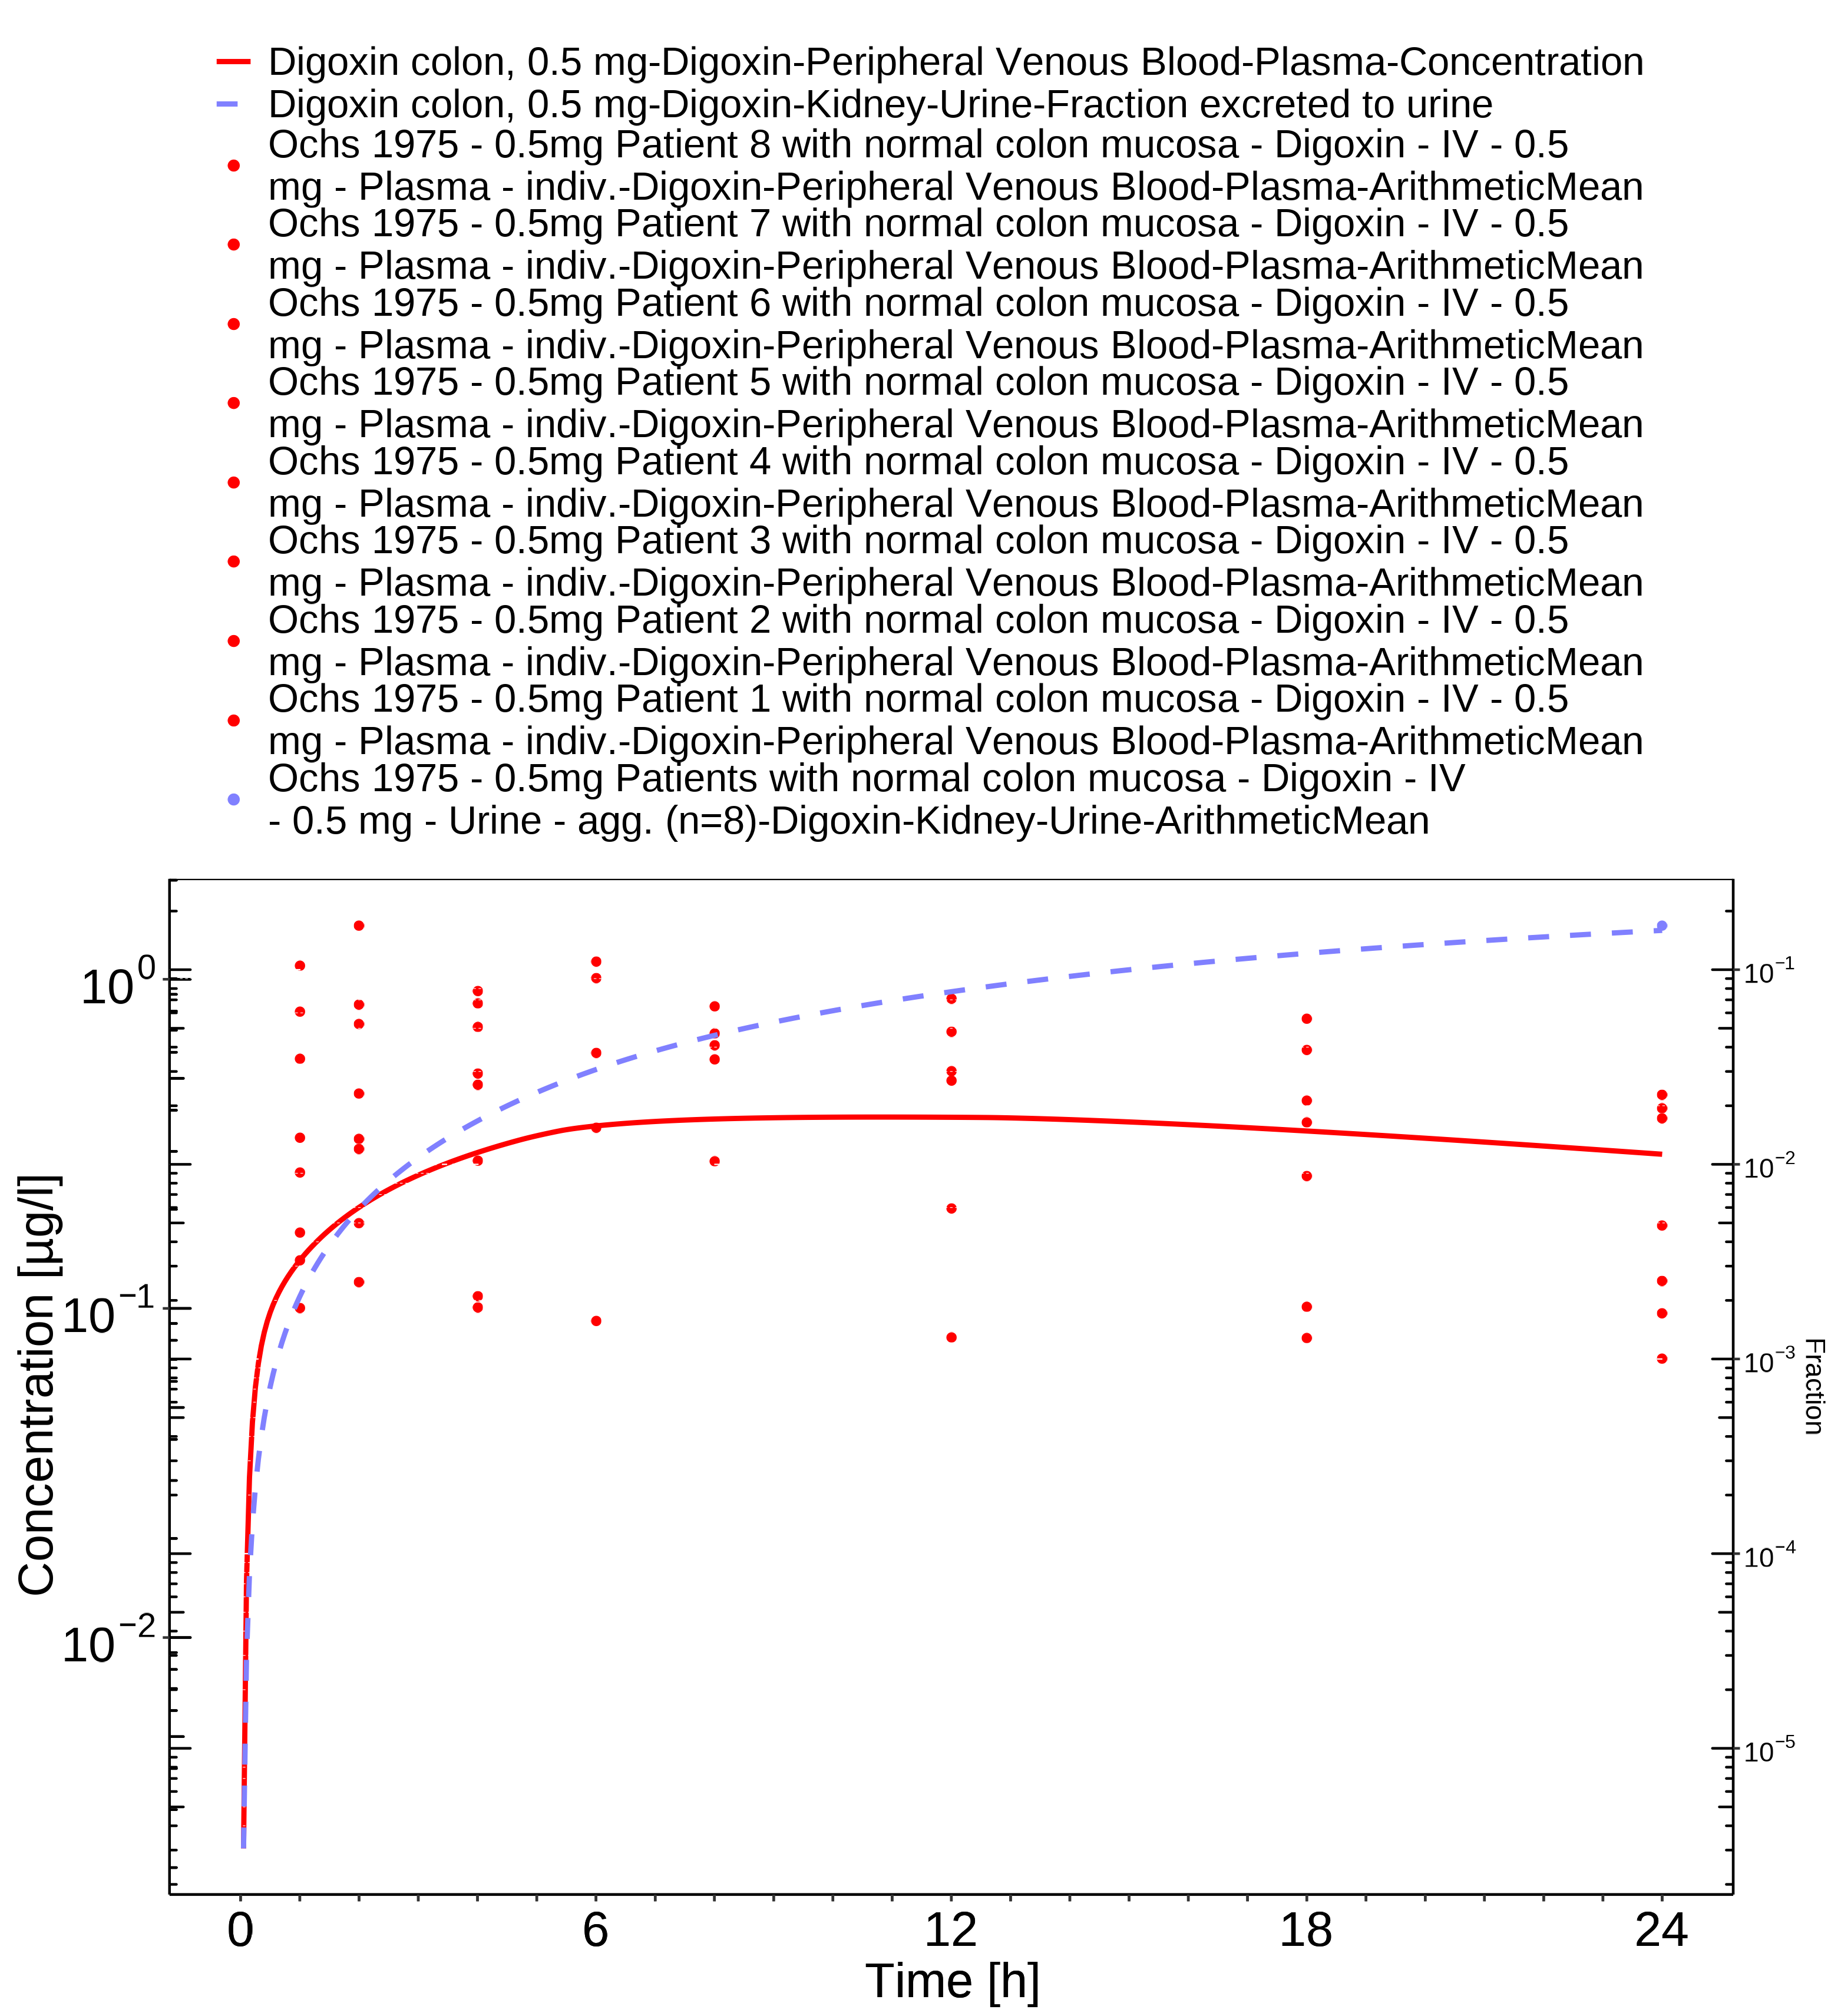 Digoxin colon, 0.5 mg-Digoxin-Peripheral Venous Blood-Plasma-Concentration
Digoxin colon, 0.5 mg-Digoxin-Kidney-Urine-Fraction excreted to urine
Ochs 1975 - 0.5mg Patient 8 with normal colon mucosa - Digoxin - IV - 0.5
mg - Plasma - indiv.-Digoxin-Peripheral Venous Blood-Plasma-ArithmeticMean
Ochs 1975 - 0.5mg Patient 7 with normal colon mucosa - Digoxin - IV - 0.5
mg - Plasma - indiv.-Digoxin-Peripheral Venous Blood-Plasma-ArithmeticMean
Ochs 1975 - 0.5mg Patient 6 with normal colon mucosa - Digoxin - IV - 0.5
mg - Plasma - indiv.-Digoxin-Peripheral Venous Blood-Plasma-ArithmeticMean
Ochs 1975 - 0.5mg Patient 5 with normal colon mucosa - Digoxin - IV - 0.5
mg - Plasma - indiv.-Digoxin-Peripheral Venous Blood-Plasma-ArithmeticMean
Ochs 1975 - 0.5mg Patient 4 with normal colon mucosa - Digoxin - IV - 0.5
mg - Plasma - indiv.-Digoxin-Peripheral Venous Blood-Plasma-ArithmeticMean
Ochs 1975 - 0.5mg Patient 3 with normal colon mucosa - Digoxin - IV - 0.5
mg - Plasma - indiv.-Digoxin-Peripheral Venous Blood-Plasma-ArithmeticMean
Ochs 1975 - 0.5mg Patient 2 with normal colon mucosa - Digoxin - IV - 0.5
mg - Plasma - indiv.-Digoxin-Peripheral Venous Blood-Plasma-ArithmeticMean
Ochs 1975 - 0.5mg Patient 1 with normal colon mucosa - Digoxin - IV - 0.5
mg - Plasma - indiv.-Digoxin-Peripheral Venous Blood-Plasma-ArithmeticMean
Ochs 1975 - 0.5mg Patients with normal colon mucosa - Digoxin - IV
- 0.5 mg - Urine - agg. (n=8)-Digoxin-Kidney-Urine-ArithmeticMean
Concentration [µg/l]
10⁰
10⁻¹
10⁻²
10⁻¹
10⁻²
10⁻³
10⁻⁴
10⁻⁵
Fraction
0 6 12 18 24
Time [h]